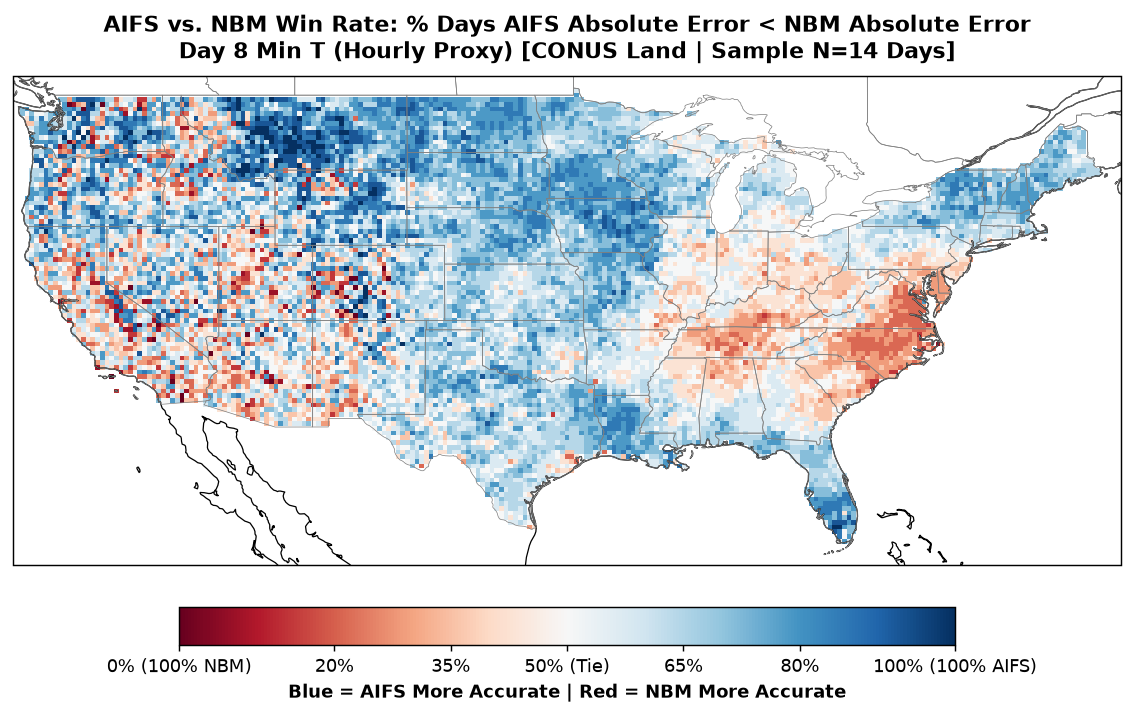 AIFS vs. NBM Win Rate: % Days AIFS Absolute Error < NBM Absolute Error
Day 8 Min T (Hourly Proxy) [CONUS Land | Sample N=14 Days]
0% (100% NBM) 20% 35% 50% (Tie) 65% 80% 100% (100% AIFS)
Blue = AIFS More Accurate | Red = NBM More Accurate